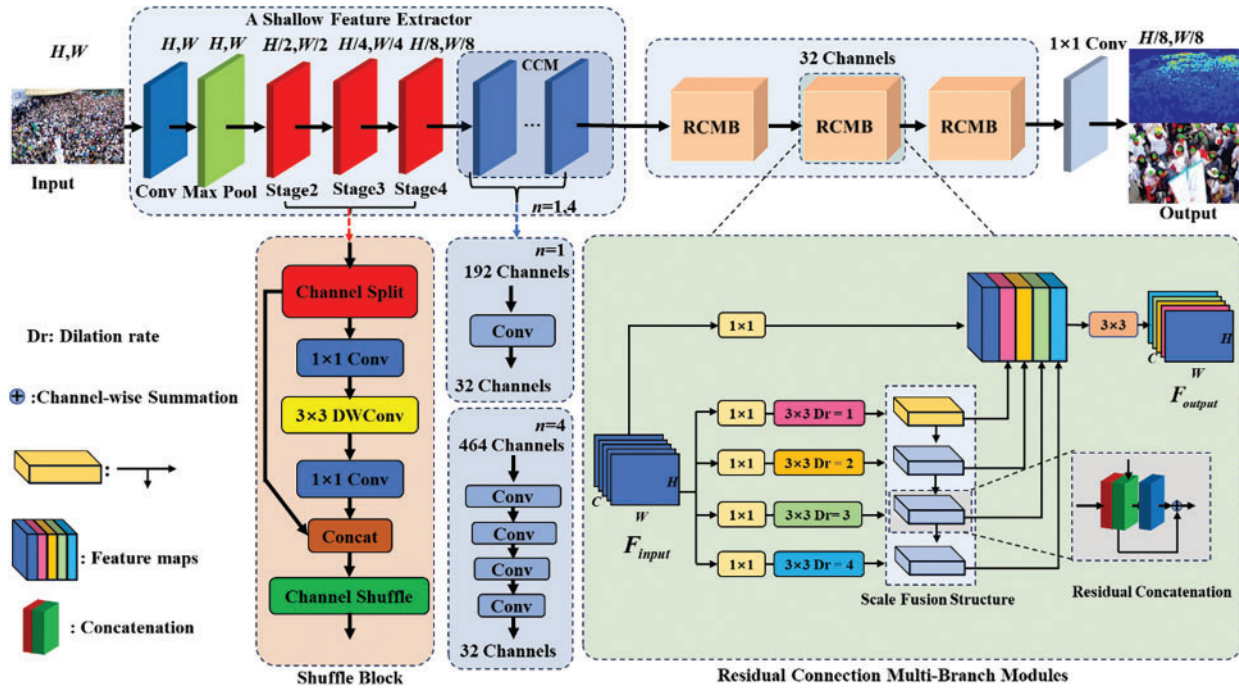 A Shallow Feature Extractor
H,W
H,W
H,W
H/2,W/2
H/4,W/4
H/8,W/8
CCM
...
32 Channels
1×1 Conv
H/8,W/8
RCMB
RCMB
RCMB
Input
Conv
Max Pool
Stage2
Stage3
Stage4
n=1,4
Output
Dr: Dilation rate
:Channel-wise Summation
:
: Feature maps
: Concatenation
Channel Split
1×1 Conv
3×3 DWConv
1×1 Conv
Concat
Channel Shuffle
Shuffle Block
n=1
192 Channels
Conv
32 Channels
n=4
464 Channels
Conv
Conv
Conv
Conv
32 Channels
1×1
3×3
C
H
W
F output
1×1
3×3 Dr = 1
1×1
3×3 Dr = 2
1×1
3×3 Dr= 3
1×1
3×3 Dr = 4
H
C
W
F input
Scale Fusion Structure
Residual Concatenation
Residual Connection Multi-Branch Modules